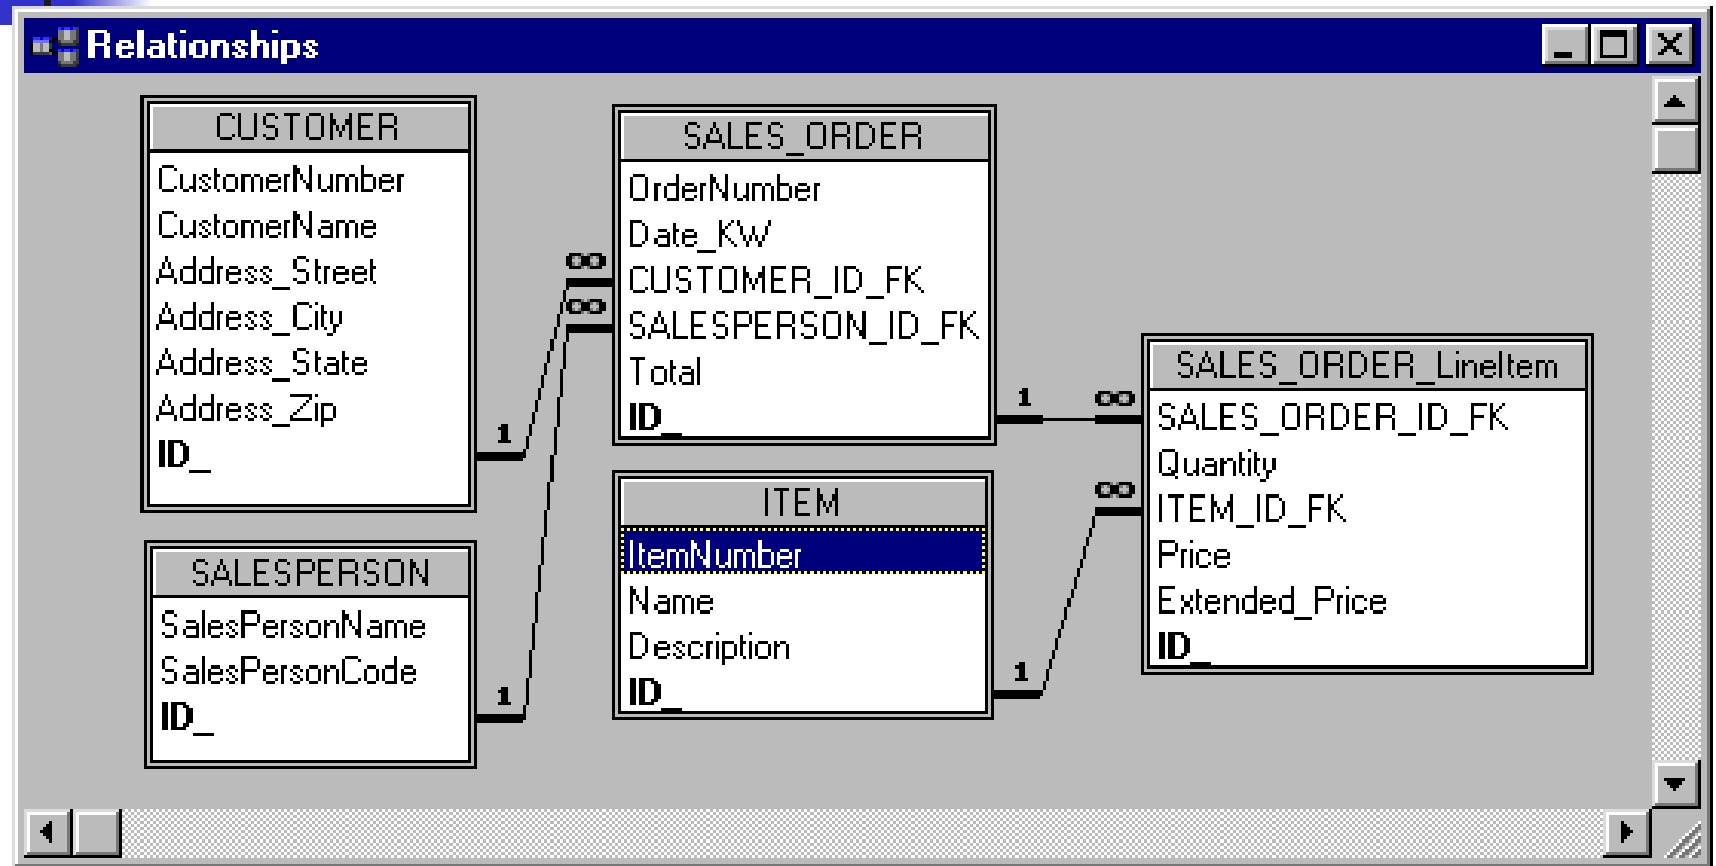 Relationships
CUSTOMER
CustomerNumber
CustomerName
Address_Street
Address_City
Address_State
Address_Zip
ID_
1
SALESPERSON
SalesPersonName
SalesPersonCode
ID_
1
∞
∞
SALES_ORDER
OrderNumber
Date_KW
CUSTOMER_ID_FK
SALESPERSON_ID_FK
Total
ID_
1
ITEM
ItemNumber
Name
Description
ID_
1
∞
∞
SALES_ORDER_LineItem
SALES_ORDER_ID_FK
Quantity
ITEM_ID_FK
Price
Extended_Price
ID_